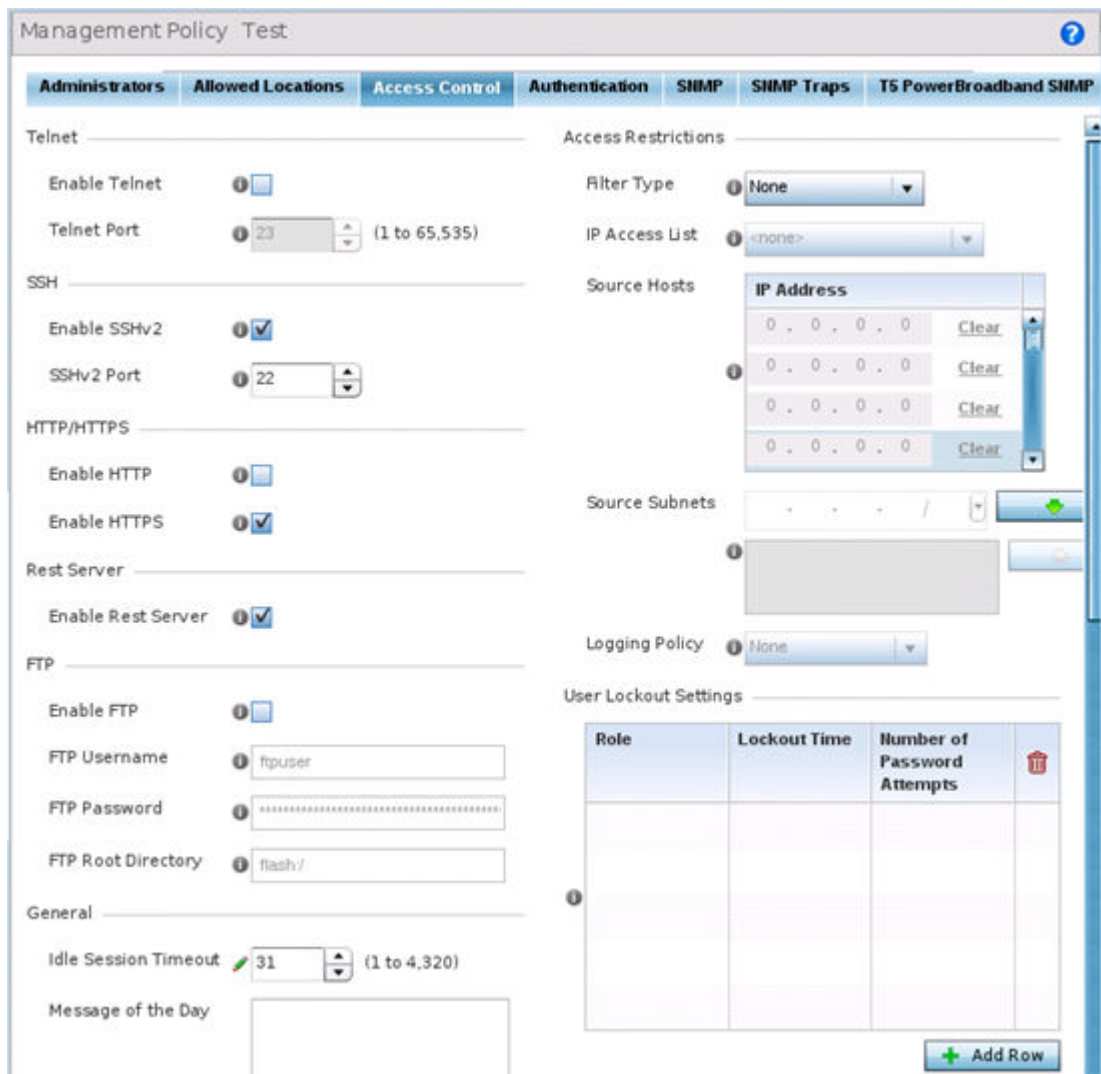 Management Policy Test
?
Administrators Allowed Locations Access Control Authentication SNMP SNMP Traps T5 PowerBroadband SNMP
Telnet
Enable Telnet
Telnet Port 23 (1 to 65,535)
SSH
Enable SSHv2
SSHv2 Port 22
HTTP/HTTPS
Enable HTTP
Enable HTTPS
Rest Server
Enable Rest Server
FTP
Enable FTP
FTP Username ftpuser
FTP Password ****************************************
FTP Root Directory flash:/
General
Idle Session Timeout 31 (1 to 4,320)
Message of the Day
Access Restrictions
Filter Type None
IP Access List <none>
Source Hosts
IP Address
0 . 0 . 0 . 0 Clear
0 . 0 . 0 . 0 Clear
0 . 0 . 0 . 0 Clear
0 . 0 . 0 . 0 Clear
Source Subnets . . . /
Logging Policy None
User Lockout Settings
Role Lockout Time Number of
Password
Attempts
Add Row